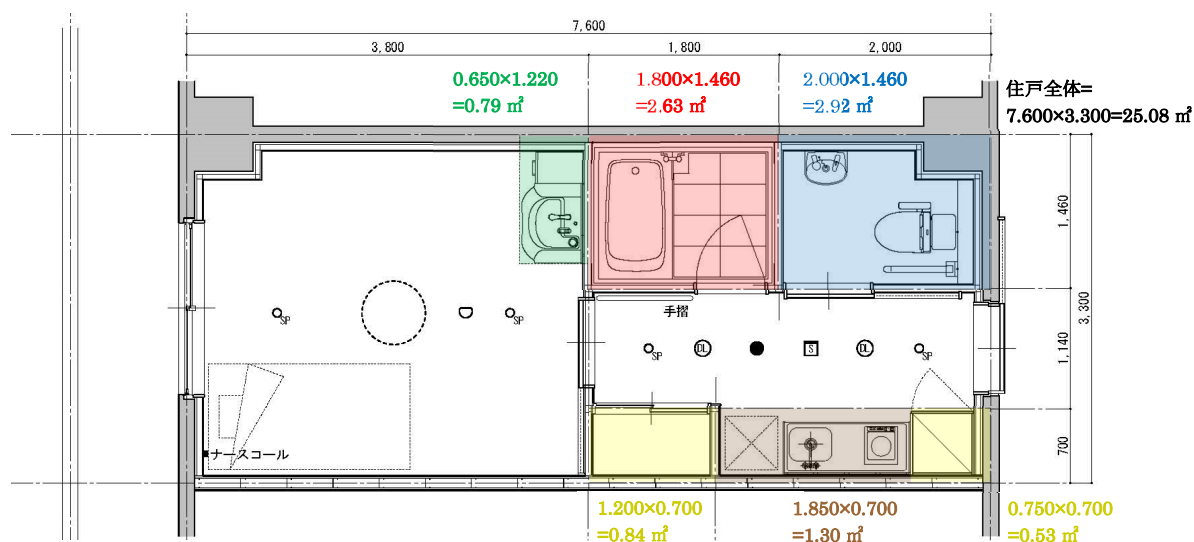 7,600
3,800
1,800
2,000
0.650×1.220
=0.79 ㎡
1.800×1.460
=2.63 ㎡
2.000×1.460
=2.92 ㎡
住戸全体=
7.600×3.300=25.08 ㎡
1,460
3,300
1,140
700
手摺
SP
SP
SP
DL
S
DL
SP
ナースコール
1.200×0.700
=0.84 ㎡
1.850×0.700
=1.30 ㎡
0.750×0.700
=0.53 ㎡